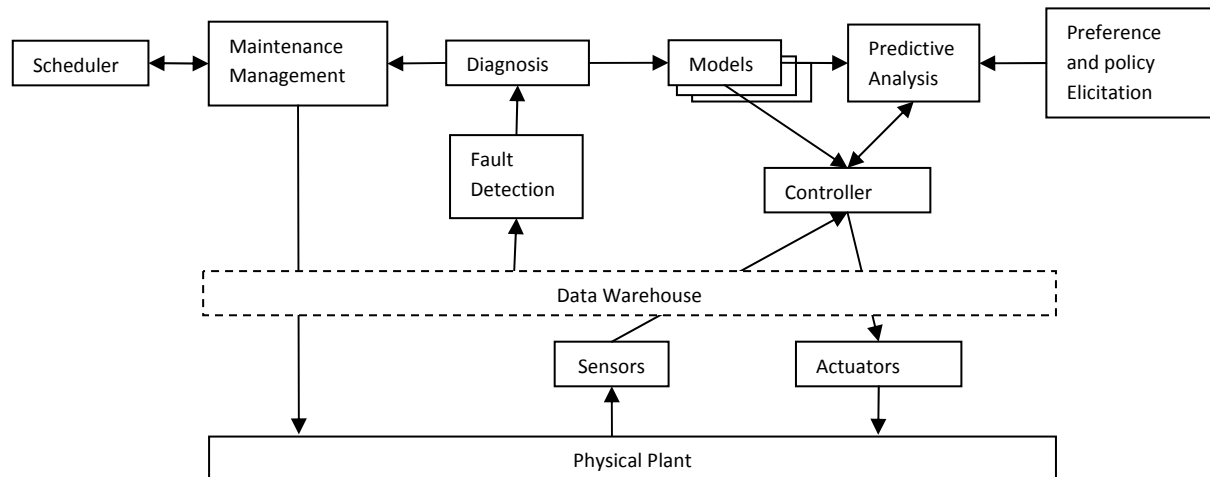 Scheduler
Maintenance
Management
Diagnosis
Models
Predictive
Analysis
Preference
and policy
Elicitation
Fault
Detection
Controller
Data Warehouse
Sensors
Actuators
Physical Plant